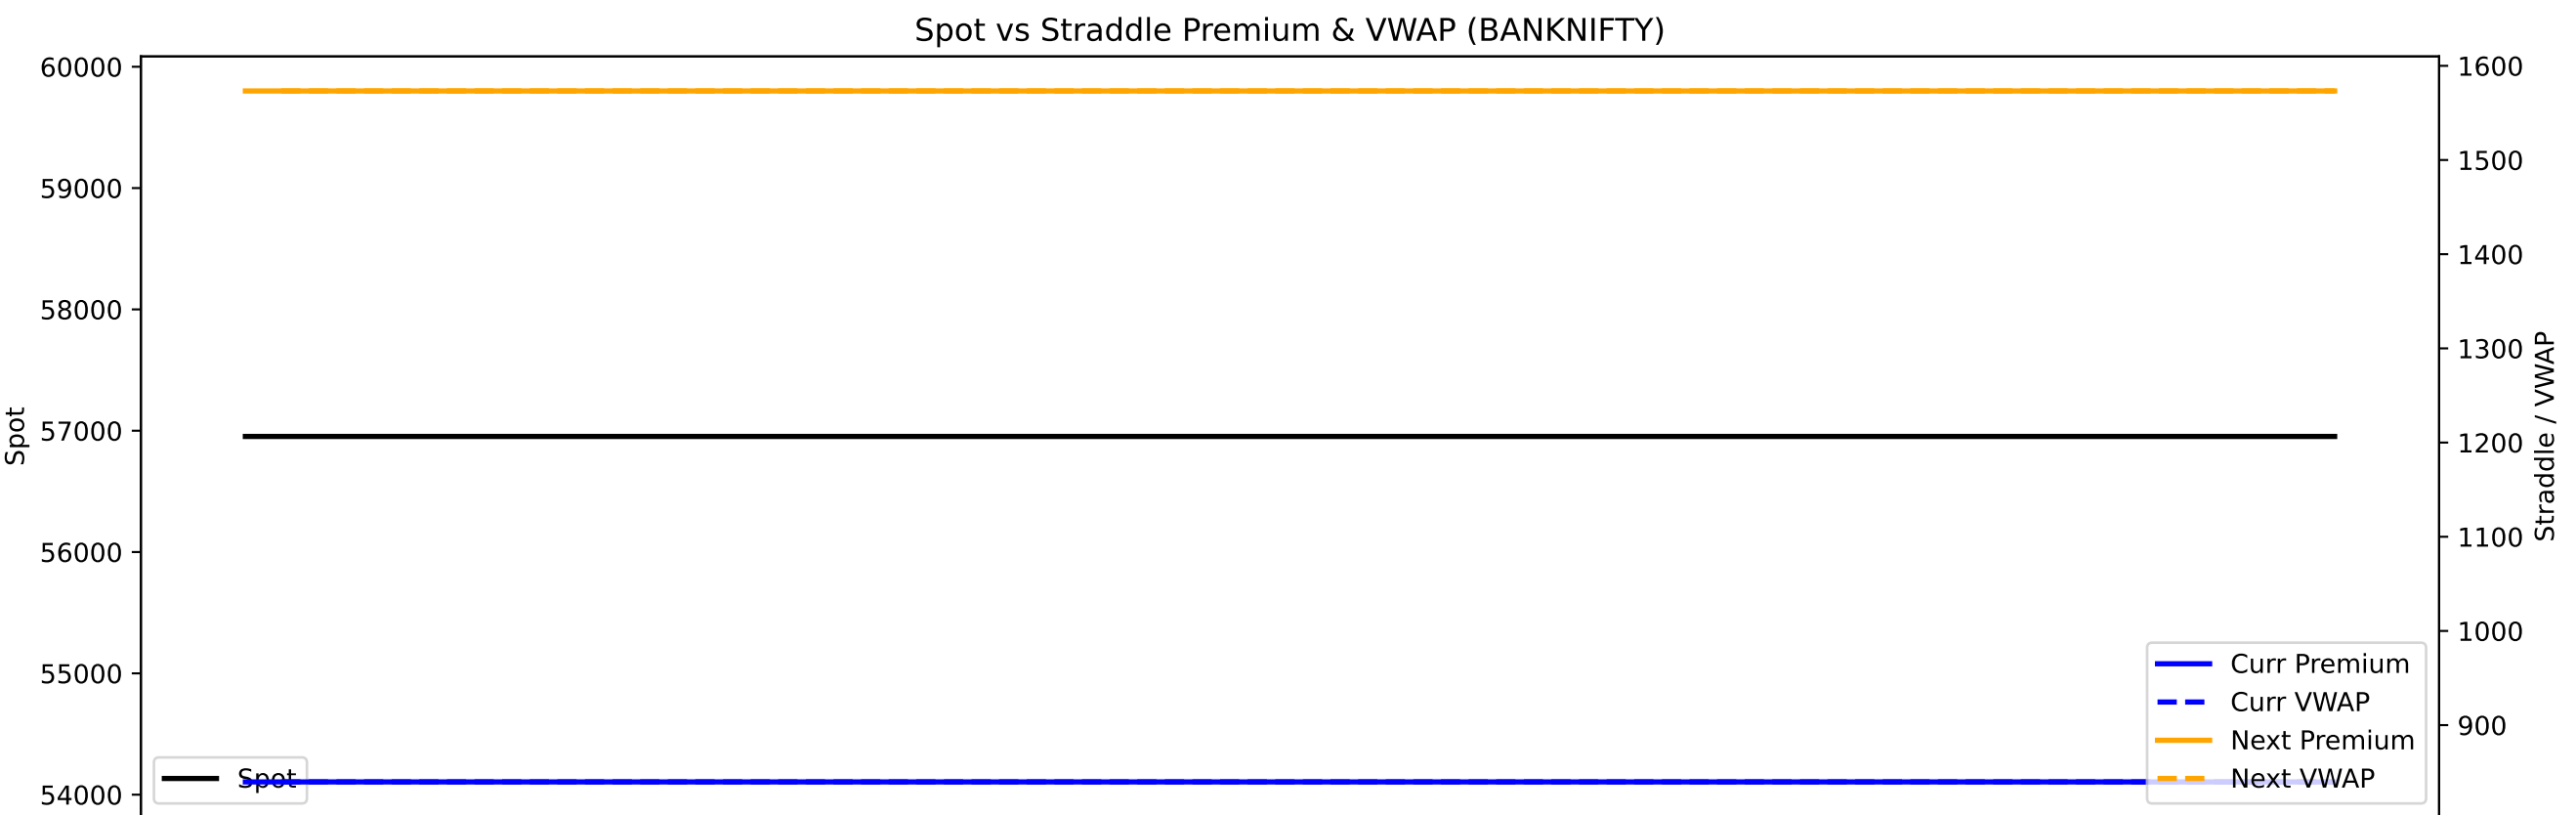 Spot vs Straddle Premium & VWAP (BANKNIFTY)
60000
59000
58000
57000
56000
55000
54000
Spot
1600
1500
1400
1300
1200
1100
1000
900
Straddle / VWAP
Spot
Curr Premium
Curr VWAP
Next Premium
Next VWAP